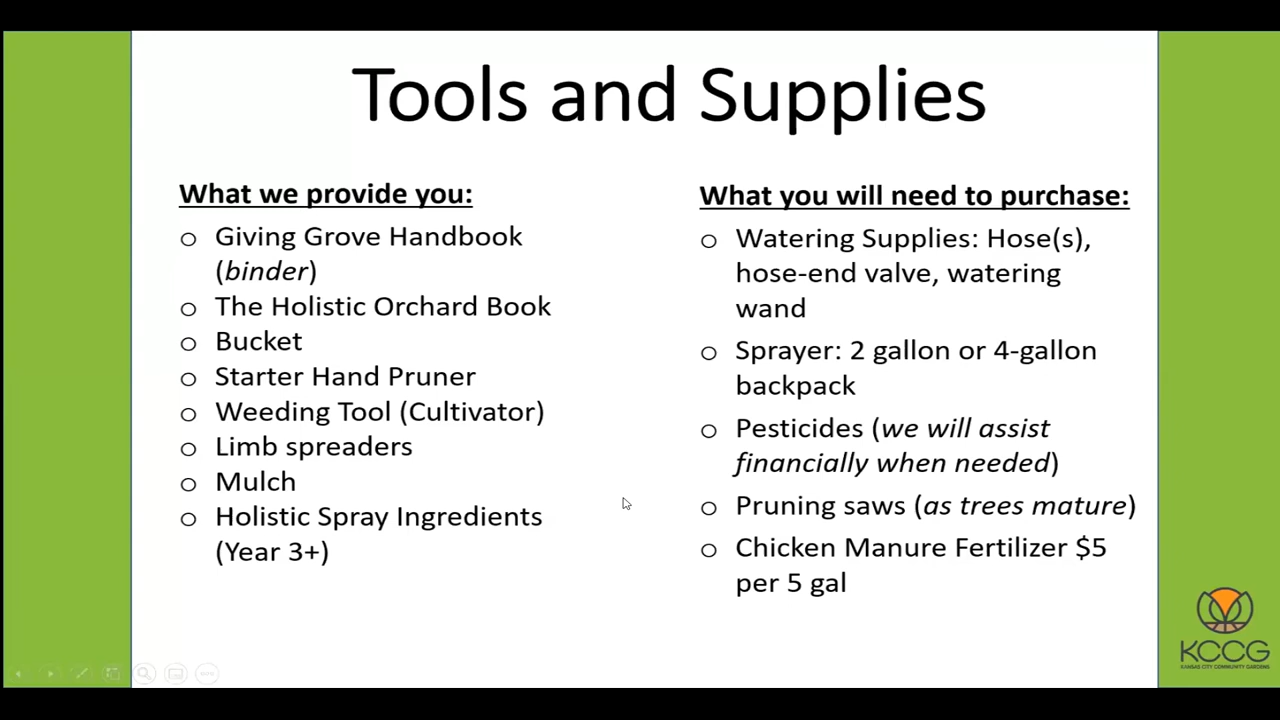 Tools and Supplies
What we provide you:
○ Giving Grove Handbook
(binder)
○ The Holistic Orchard Book
○ Bucket
○ Starter Hand Pruner
○ Weeding Tool (Cultivator)
○ Limb spreaders
○ Mulch
○ Holistic Spray Ingredients
(Year 3+)
What you will need to purchase:
○ Watering Supplies: Hose(s),
hose-end valve, watering
wand
○ Sprayer: 2 gallon or 4-gallon
backpack
○ Pesticides (we will assist
financially when needed)
○ Pruning saws (as trees mature)
○ Chicken Manure Fertilizer $5
per 5 gal
KCCG
KANSAS CITY COMMUNITY GARDENS